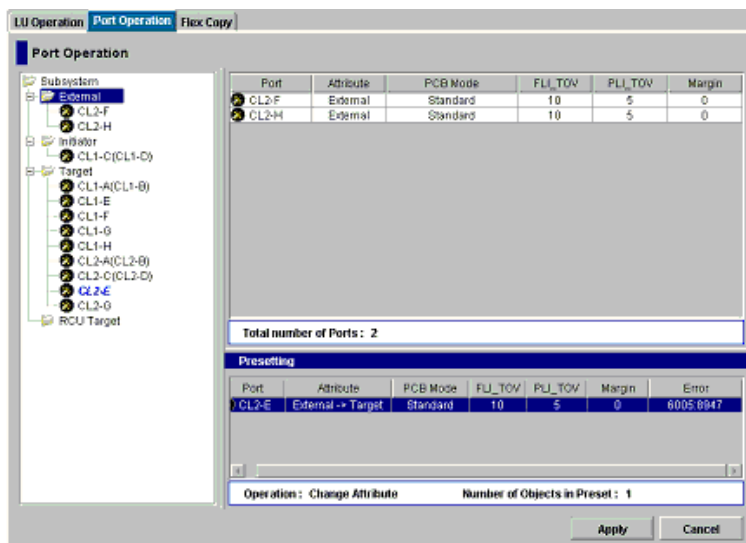 LU Operation Port Operation Flex Copy
Port Operation
Subsystem
External
CL2-F
CL2-H
Initiator
CL1-C(CL1-D)
Target
CL1-A(CL1-B)
CL1-E
CL1-F
CL1-G
CL1-H
CL2-A(CL2-B)
CL2-C(CL2-D)
CL2-E
CL2-G
RCU Target
Port Attribute PCB Mode FLI_TOV PLI_TOV Margin
CL2-F External Standard 10 5 0
CL2-H External Standard 10 5 0
Total number of Ports : 2
Presetting
Port Attribute PCB Mode FLI_TOV PLI_TOV Margin Error
CL2-E External -> Target Standard 10 5 0 6005:8947
Operation : Change Attribute Number of Objects in Preset : 1
Apply Cancel